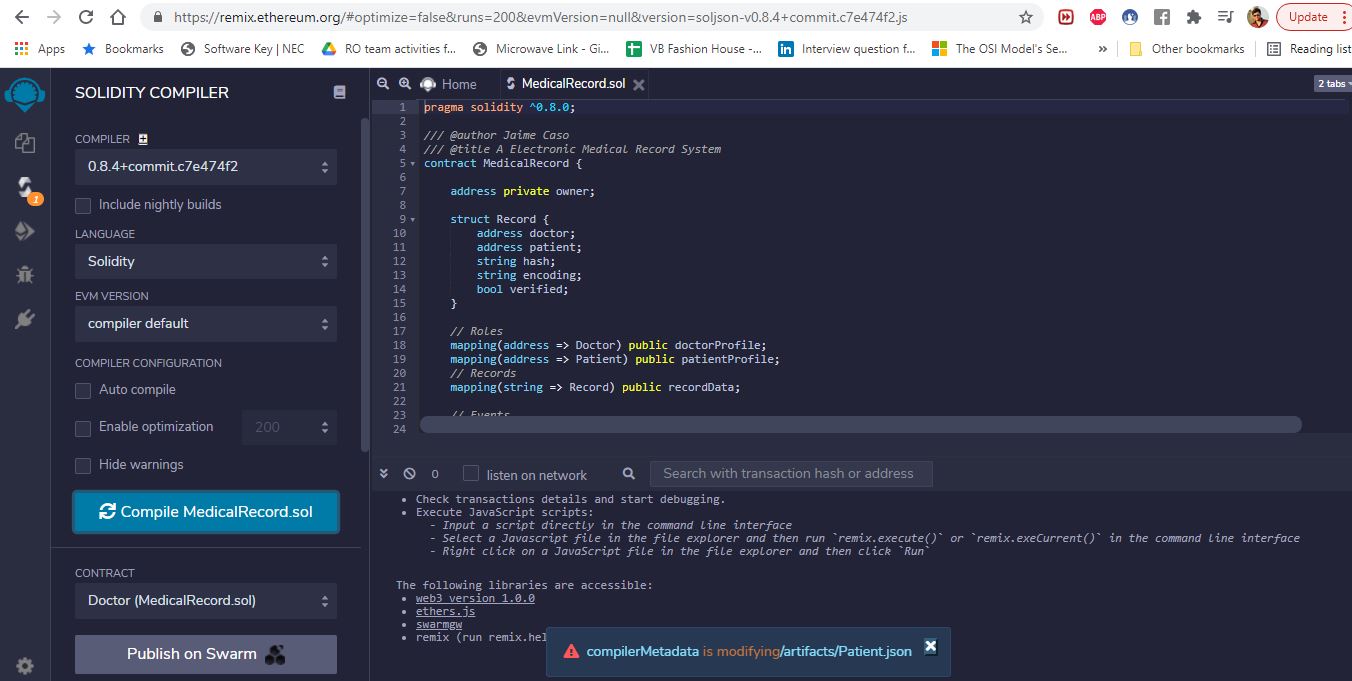 https://remix.ethereum.org/#optimize=false&runs=200&evmVersion=null&version=soljson-v0.8.4+commit.c7e474f2.js
ABP
Update
Apps
Bookmarks
Software Key | NEC
RO team activities f...
Microwave Link - Gi...
VB Fashion House -...
Interview question f...
The OSI Model's Se...
»
Other bookmarks
Reading list
SOLIDITY COMPILER
COMPILER
0.8.4+commit.c7e474f2
Include nightly builds
LANGUAGE
Solidity
EVM VERSION
compiler default
COMPILER CONFIGURATION
Auto compile
Enable optimization 200
Hide warnings
Compile MedicalRecord.sol
CONTRACT
Doctor (MedicalRecord.sol)
Publish on Swarm
1
Home
MedicalRecord.sol
2 tabs
1 pragma solidity ^0.8.0;
2
3 /// @author Jaime Caso
4 /// @title A Electronic Medical Record System
5 contract MedicalRecord {
6
7 address private owner;
8
9 struct Record {
10 address doctor;
11 address patient;
12 string hash;
13 string encoding;
14 bool verified;
15 }
16
17 // Roles
18 mapping(address => Doctor) public doctorProfile;
19 mapping(address => Patient) public patientProfile;
20 // Records
21 mapping(string => Record) public recordData;
22
23 // Events
24
0 listen on network Search with transaction hash or address
• Check transactions details and start debugging.
• Execute JavaScript scripts:
- Input a script directly in the command line interface
- Select a Javascript file in the file explorer and then run `remix.execute()` or `remix.exeCurrent()` in the command line interface
- Right click on a JavaScript file in the file explorer and then click `Run`
The following libraries are accessible:
• web3 version 1.0.0
• ethers.js
• swarmgw
• remix (run remix.hel
compilerMetadata is modifying/artifacts/Patient.json